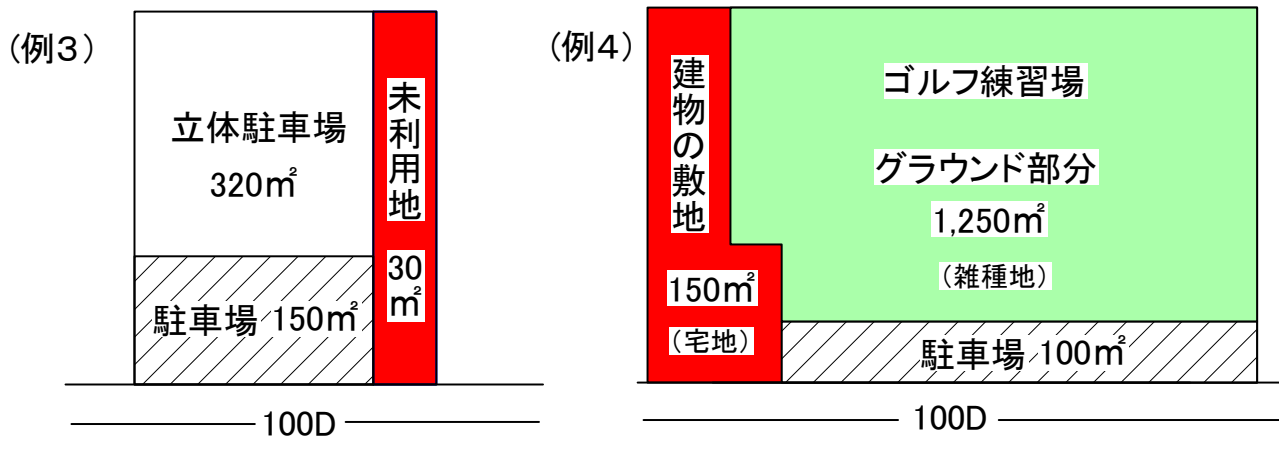 (例3)
立体駐車場
320㎡
未利用地
30㎡
駐車場 150㎡
100D
(例4)
建物の敷地
150㎡
(宅地)
ゴルフ練習場
グラウンド部分
1,250㎡
(雑種地)
駐車場 100㎡
100D